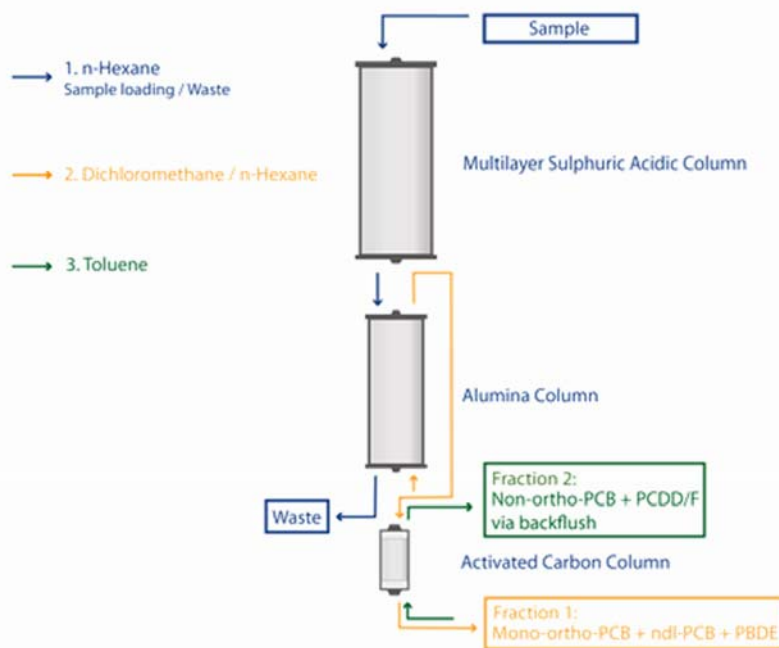 Sample
1. n-Hexane
Sample loading / Waste
Multilayer Sulphuric Acidic Column
2. Dichloromethane / n-Hexane
3. Toluene
Alumina Column
Fraction 2:
Non-ortho-PCB + PCDD/F
via backflush
Waste
Activated Carbon Column
Fraction 1:
Mono-ortho-PCB + ndl-PCB + PBDE